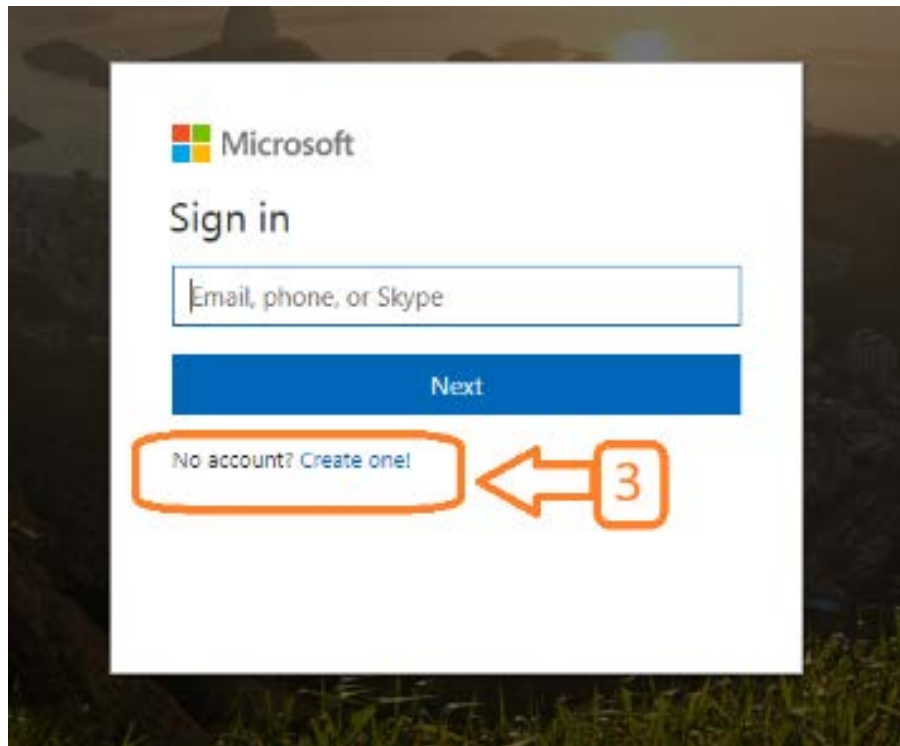 Microsoft
Sign in
Email, phone, or Skype
Next
No account? Create one!
3